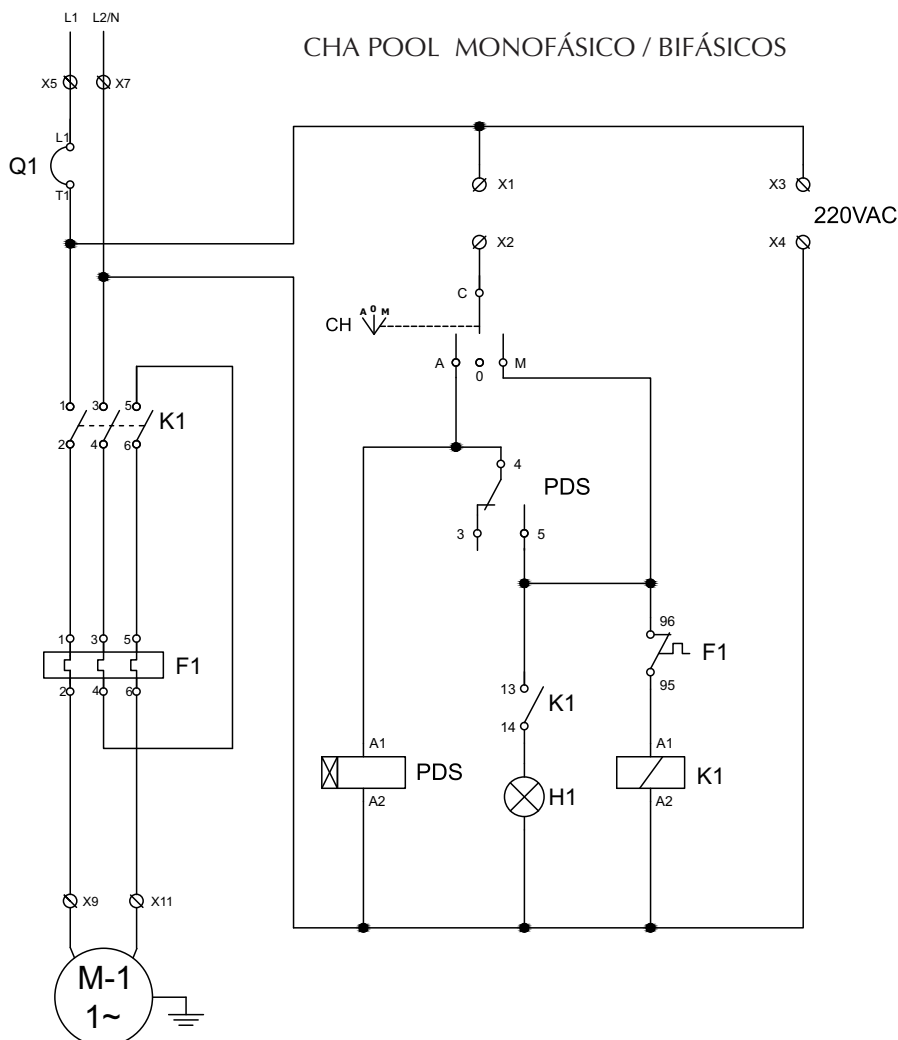 L1 L2/N
CHA POOL MONOFÁSICO / BIFÁSICOS
X5 X7
L1
Q1
T1
X1 X3
220VAC
X2 X4
C
CH A 0 M
A 0 M
1 3 5
K1
2 4 6
4
PDS
3 5
96
F1
95
1 3 5
F1
2 4 6
13
K1
14
A1 A1
PDS H1 K1
A2 A2
X9 X11
M-1
1~